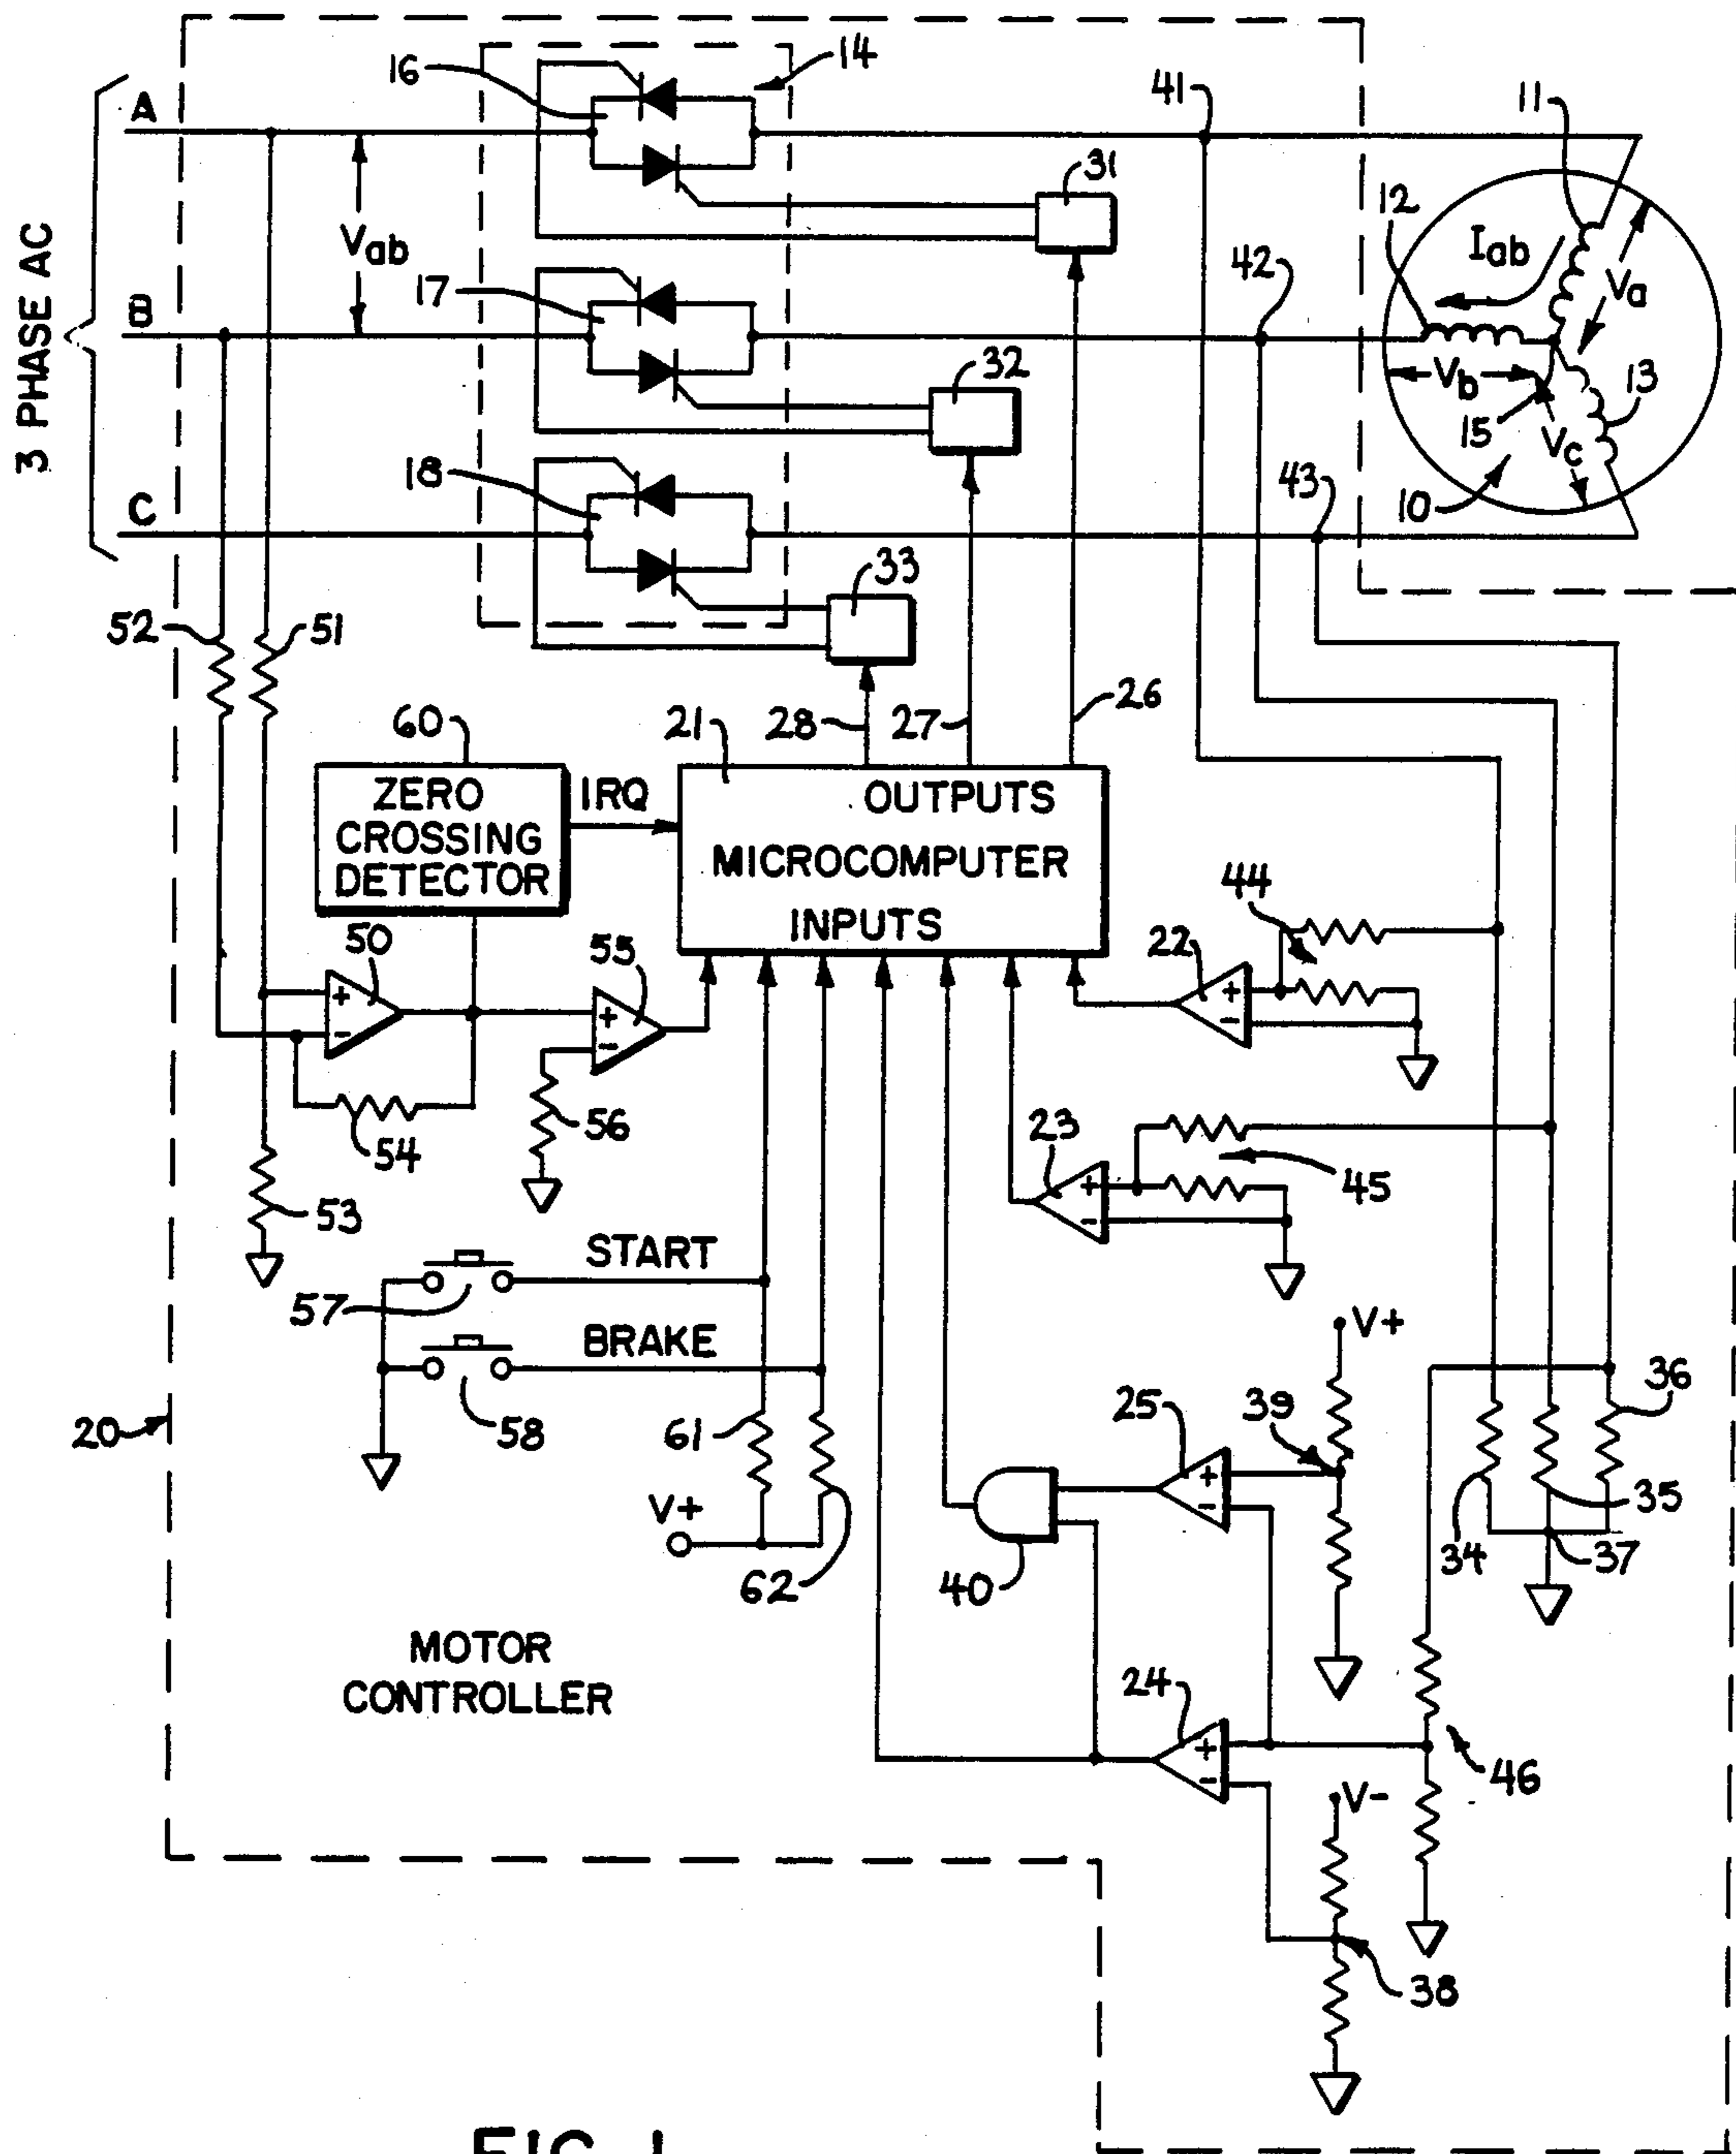 16
14
41
11
A
31
12
Iab
Va
Vab
3 PHASE AC
17
42
B
32
Vb
13
15
Vc
18
43
10
C
33
52
51
60
21
28
27
26
ZERO
CROSSING
DETECTOR
IRQ
OUTPUTS
MICROCOMPUTER
INPUTS
44
50
55
22
+
-
+
-
+
-
54
56
23
45
+
-
53
START
57
BRAKE
V+
58
20
61
25
39
36
+
-
V+
62
40
34
35
37
MOTOR
CONTROLLER
24
+
-
46
V-
38
FIG. 1